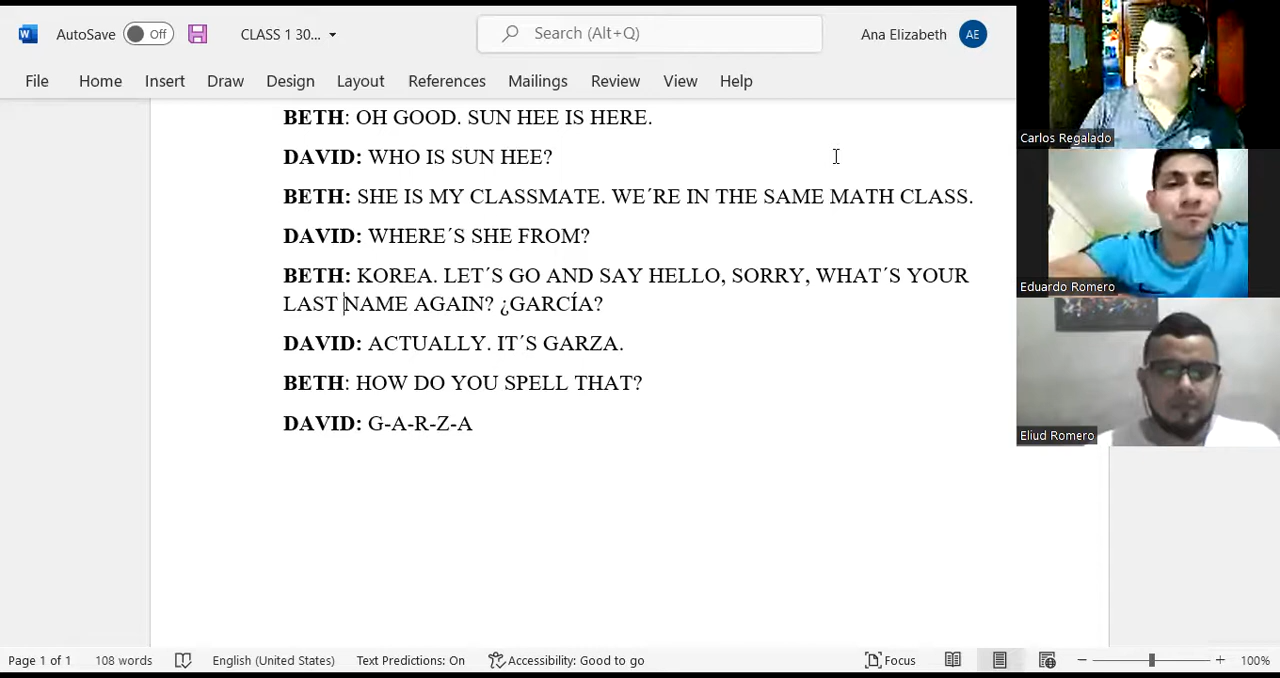 AutoSave Off CLASS 1 30... Search (Alt+Q) Ana Elizabeth AE
File Home Insert Draw Design Layout References Mailings Review View Help
BETH: OH GOOD. SUN HEE IS HERE.
DAVID: WHO IS SUN HEE?
BETH: SHE IS MY CLASSMATE. WE´RE IN THE SAME MATH CLASS.
DAVID: WHERE´S SHE FROM?
BETH: KOREA. LET´S GO AND SAY HELLO, SORRY, WHAT´S YOUR
LAST NAME AGAIN? ¿GARCÍA?
DAVID: ACTUALLY. IT´S GARZA.
BETH: HOW DO YOU SPELL THAT?
DAVID: G-A-R-Z-A
Carlos Regalado
Eduardo Romero
Eliud Romero
Page 1 of 1 108 words English (United States) Text Predictions: On Accessibility: Good to go Focus 100%